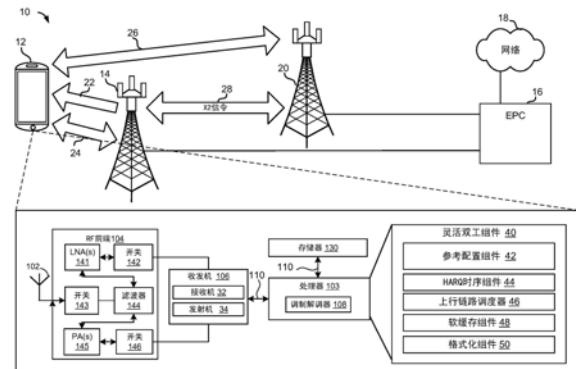 10
12
26
14
22
24
20
28
X2信令
18
网络
16
EPC
RF前端104
LNA(s)
141
开关
142
102
开关
143
滤波器
144
PA(s)
145
开关
146
收发机
106
接收机 32
发射机 34
110
存储器
130
110
处理器
103
调制解调器
108
灵活双工组件 40
参考配置组件 42
HARQ时序组件 44
上行链路调度器 46
软缓存组件 48
格式化组件 50